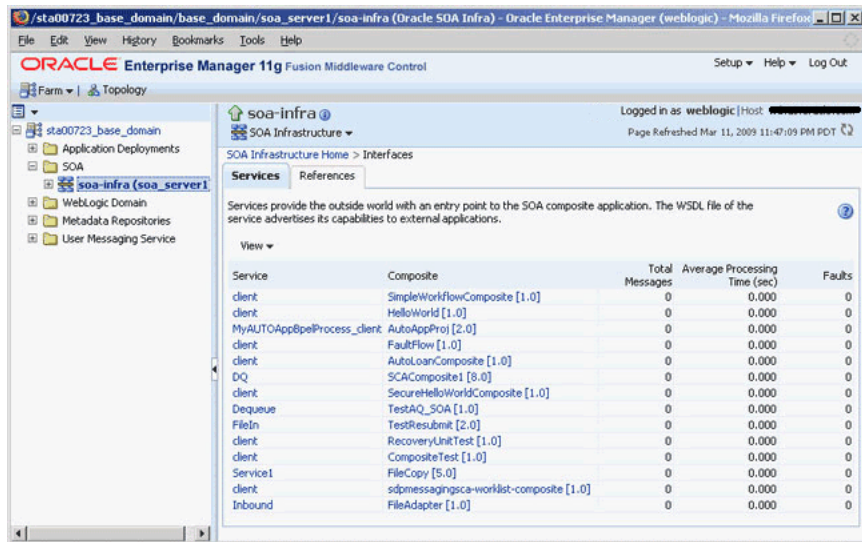 /sta00723_base_domain/base_domain/soa_server1/soa-infra (Oracle SOA Infra) - Oracle Enterprise Manager (weblogic) - Mozilla Firefox
File Edit View History Bookmarks Tools Help
ORACLE Enterprise Manager 11g Fusion Middleware Control
Setup Help Log Out
Farm | Topology
sta00723_base_domain
Application Deployments
SOA
soa-infra (soa_server1
WebLogic Domain
Metadata Repositories
User Messaging Service
soa-infra
Logged in as weblogic|Host
SOA Infrastructure
Page Refreshed Mar 11, 2009 11:47:09 PM PDT
SOA Infrastructure Home > Interfaces
Services References
Services provide the outside world with an entry point to the SOA composite application. The WSDL file of the
service advertises its capabilities to external applications.
View
Service Composite Total Messages Average Processing Time (sec) Faults
client SimpleWorkflowComposite [1.0] 0 0.000 0
client HelloWorld [1.0] 0 0.000 0
MyAUTOAppBpelProcess_client AutoAppProj [2.0] 0 0.000 0
client FaultFlow [1.0] 0 0.000 0
client AutoLoanComposite [1.0] 0 0.000 0
DQ SCAComposite1 [8.0] 0 0.000 0
client SecureHelloWorldComposite [1.0] 0 0.000 0
Dequeue TestAQ_SOA [1.0] 0 0.000 0
FileIn TestResubmit [2.0] 0 0.000 0
client RecoveryUnitTest [1.0] 0 0.000 0
client CompositeTest [1.0] 0 0.000 0
Service1 FileCopy [5.0] 0 0.000 0
client sdpmessagingsca-worklist-composite [1.0] 0 0.000 0
Inbound FileAdapter [1.0] 0 0.000 0